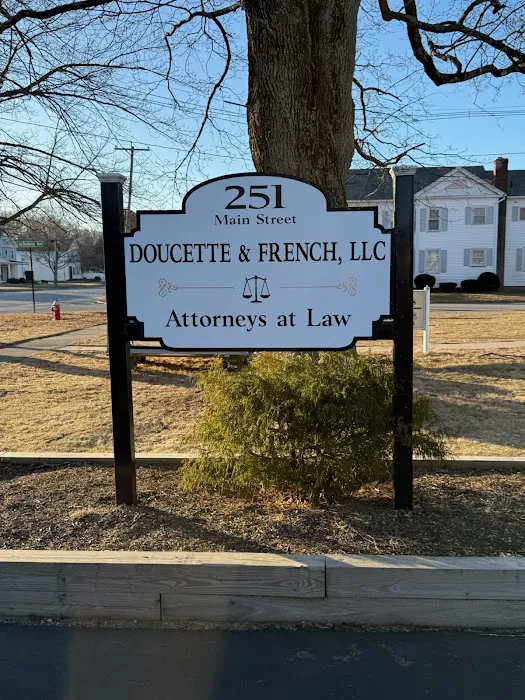 251
Main Street
DOUCETTE & FRENCH, LLC
Attorneys at Law